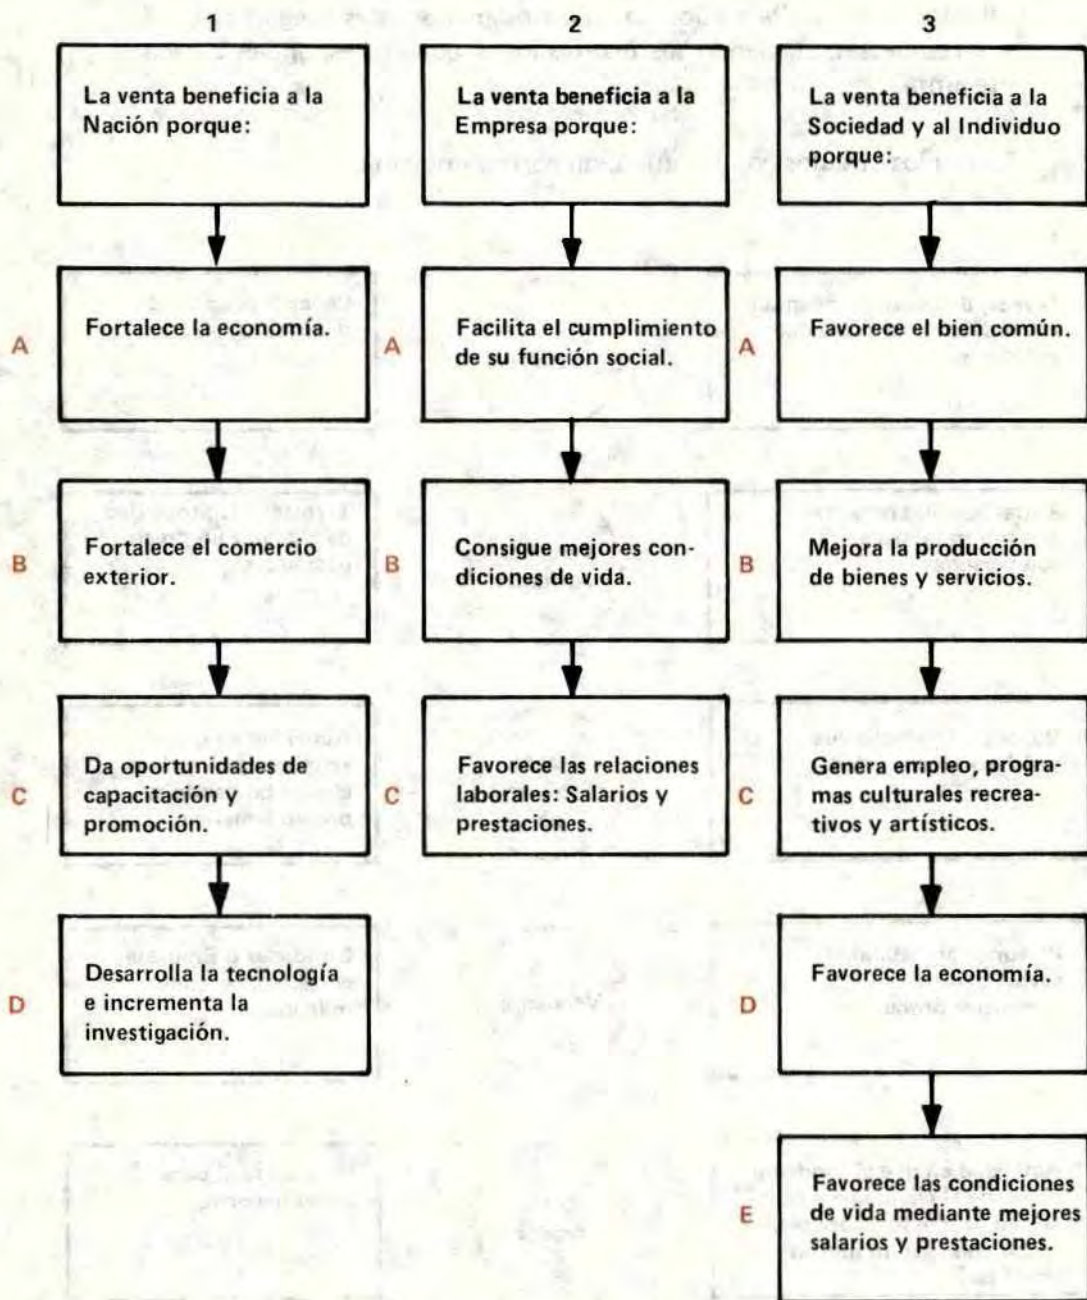 1
La venta beneficia a la
Nación porque:
A
Fortalece la economía.
B
Fortalece el comercio
exterior.
C
Da oportunidades de
capacitación y
promoción.
D
Desarrolla la tecnología
e incrementa la
investigación.
2
La venta beneficia a la
Empresa porque:
A
Facilita el cumplimiento
de su función social.
B
Consigue mejores con-
diciones de vida.
C
Favorece las relaciones
laborales: Salarios y
prestaciones.
3
La venta beneficia a la
Sociedad y al Individuo
porque:
A
Favorece el bien común.
B
Mejora la producción
de bienes y servicios.
C
Genera empleo, progra-
mas culturales recrea-
tivos y artísticos.
D
Favorece la economía.
E
Favorece las condiciones
de vida mediante mejores
salarios y prestaciones.